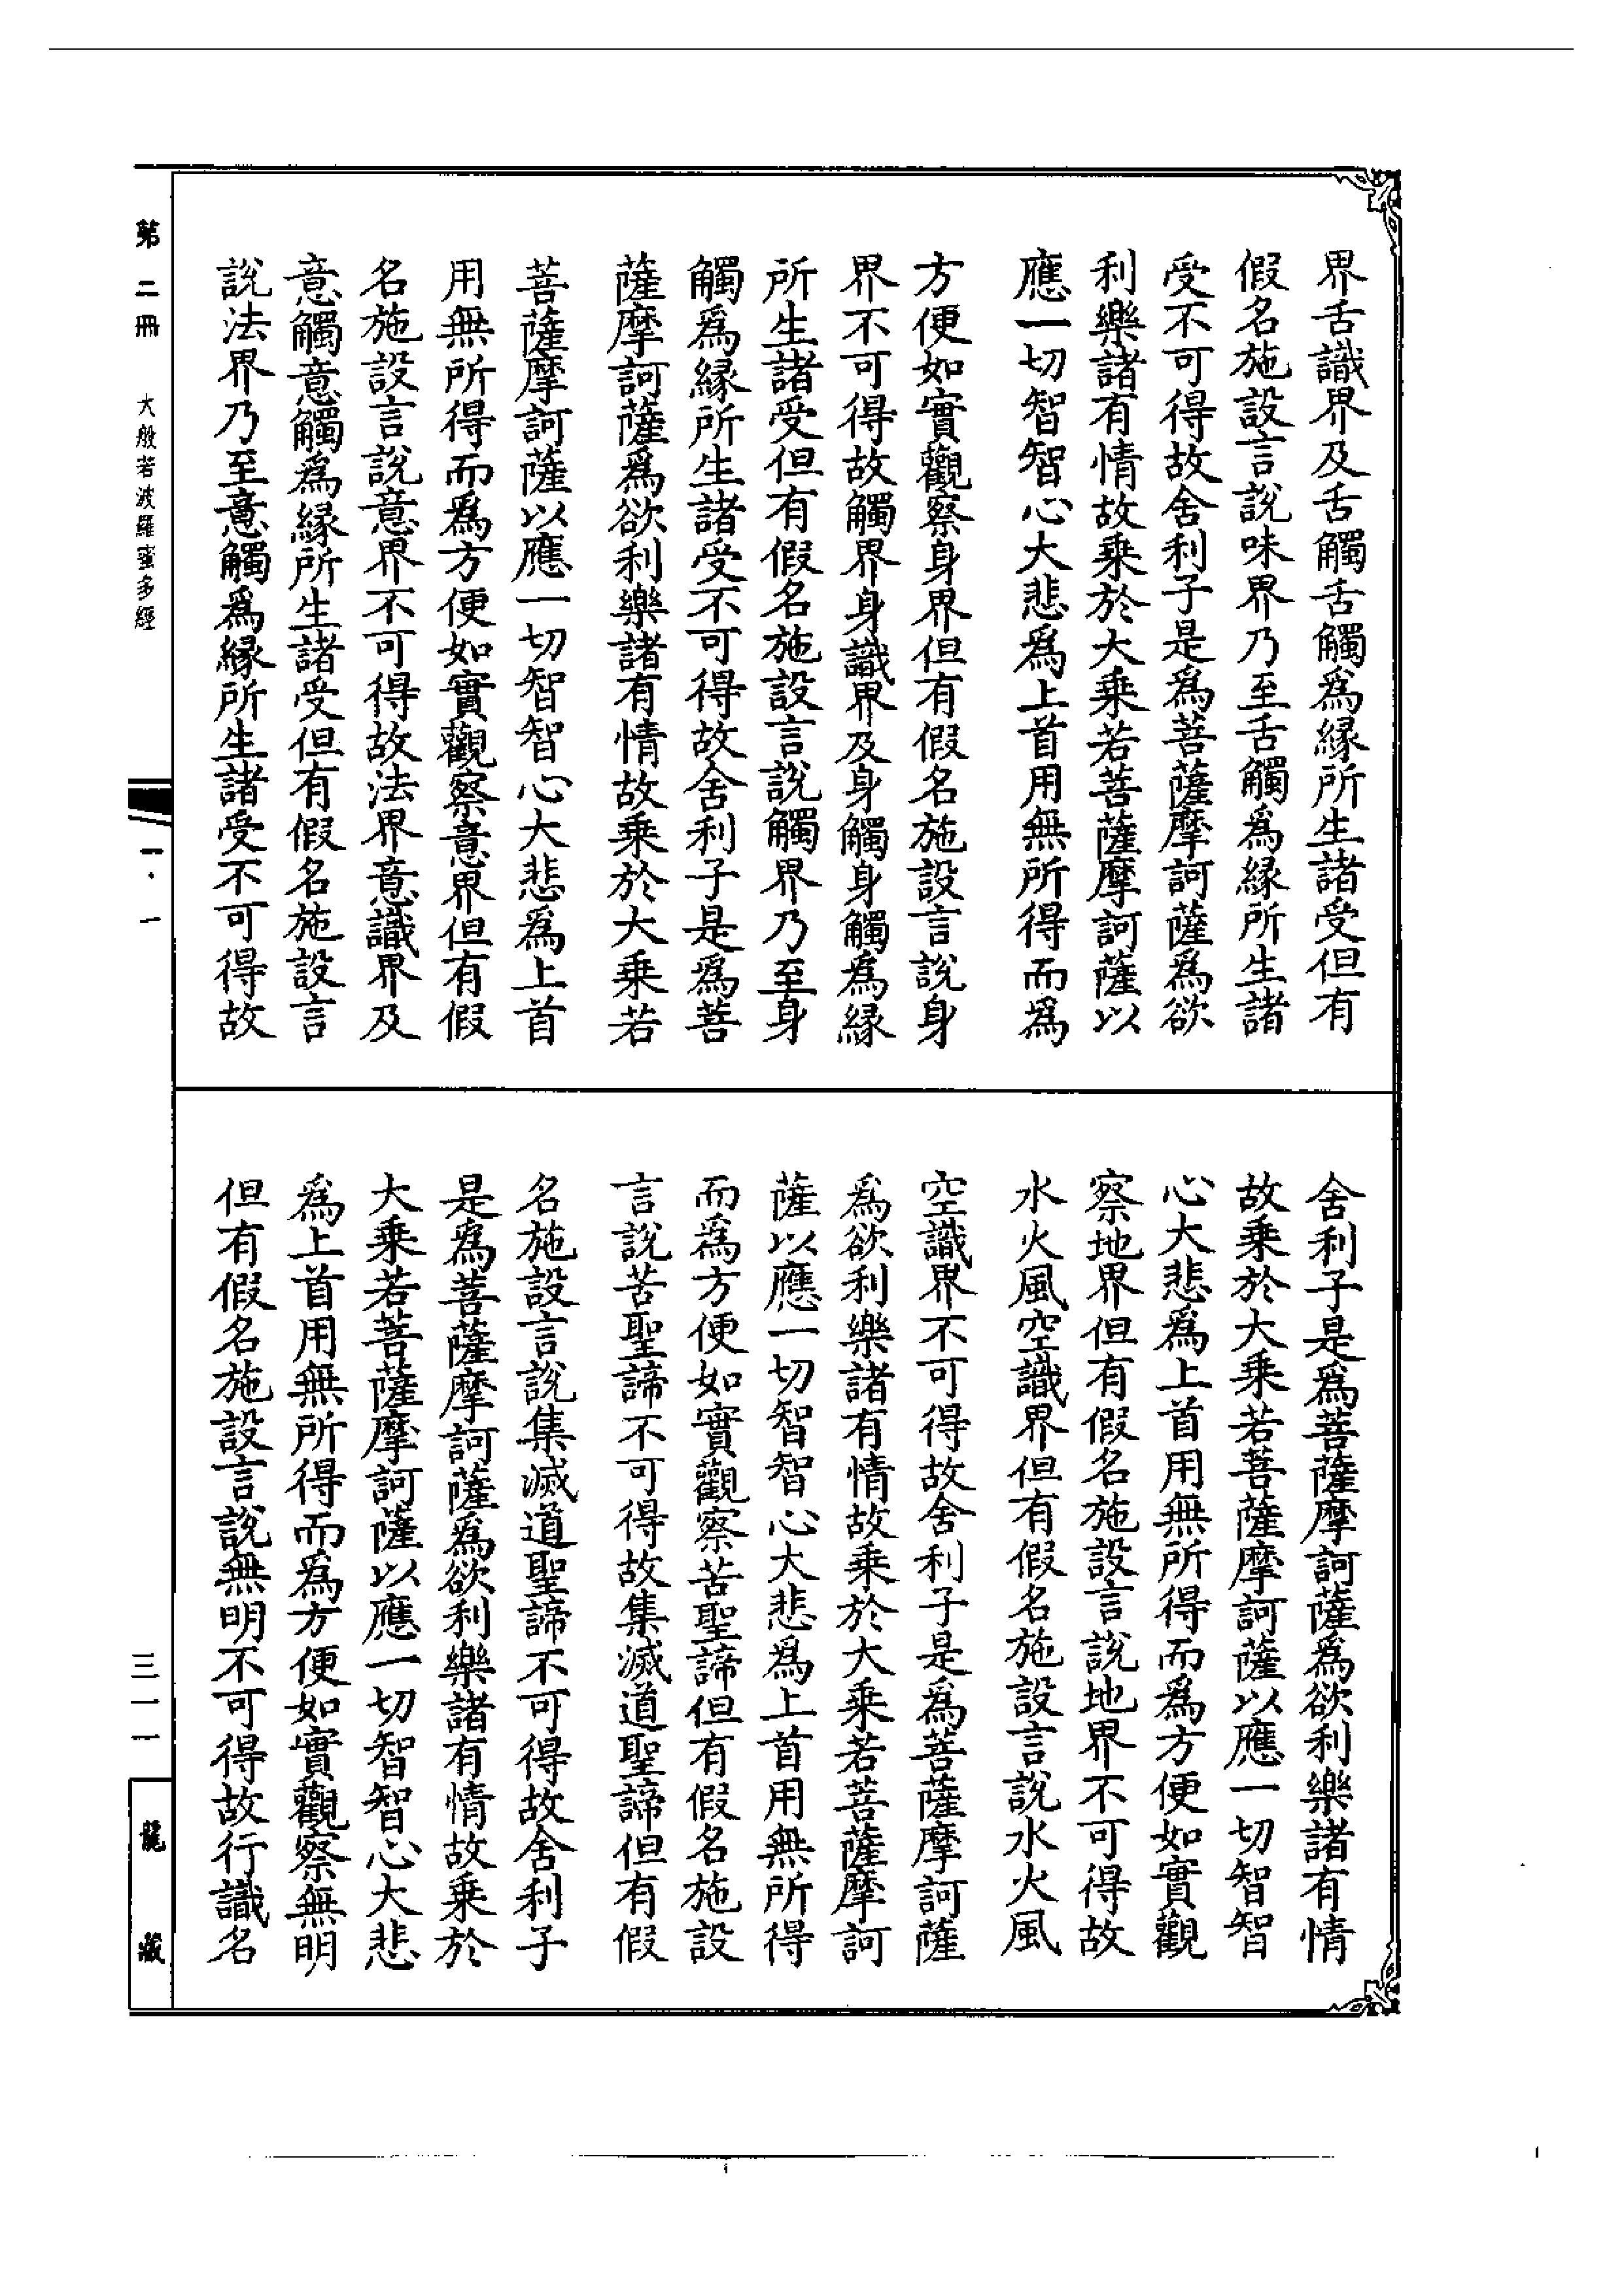 界舌識界及舌觸舌觸爲緣所生諸受但有
假名施設言說味界乃至舌觸爲緣所生諸
受不可得故舍利子是爲菩薩摩訶薩爲欲
利樂諸有情故乘於大乘若菩薩摩訶薩以
應一切智智心大悲爲上首用無所得而爲
方便如實觀察身界但有假名施設言說身
界不可得故觸界身識界及身觸身觸爲緣
所生諸受但有假名施設言說觸界乃至身
觸爲緣所生諸受不可得故舍利子是爲菩
薩摩訶薩爲欲利樂諸有情故乘於大乘若
菩薩摩訶薩以應一切智智心大悲爲上首
用無所得而爲方便如實觀察意界但有假
名施設言說意界不可得故法界意識界及
意觸意觸爲緣所生諸受但有假名施設言
說法界乃至意觸爲緣所生諸受不可得故
舍利子是爲菩薩摩訶薩爲欲利樂諸有情
故乘於大乘若菩薩摩訶薩以應一切智智
心大悲爲上首用無所得而爲方便如實觀
察地界但有假名施設言說地界不可得故
水火風空識界但有假名施設言說水火風
空識界不可得故舍利子是爲菩薩摩訶薩
爲欲利樂諸有情故乘於大乘若菩薩摩訶
薩以應一切智智心大悲爲上首用無所得
而爲方便如實觀察苦聖諦但有假名施設
言說苦聖諦不可得故集滅道聖諦但有假
名施設言說集滅道聖諦不可得故舍利子
是爲菩薩摩訶薩爲欲利樂諸有情故乘於
大乘若菩薩摩訶薩以應一切智智心大悲
爲上首用無所得而爲方便如實觀察無明
但有假名施設言說無明不可得故行識名
第二冊 大般若波羅蜜多經 一·一 三一一 龍藏